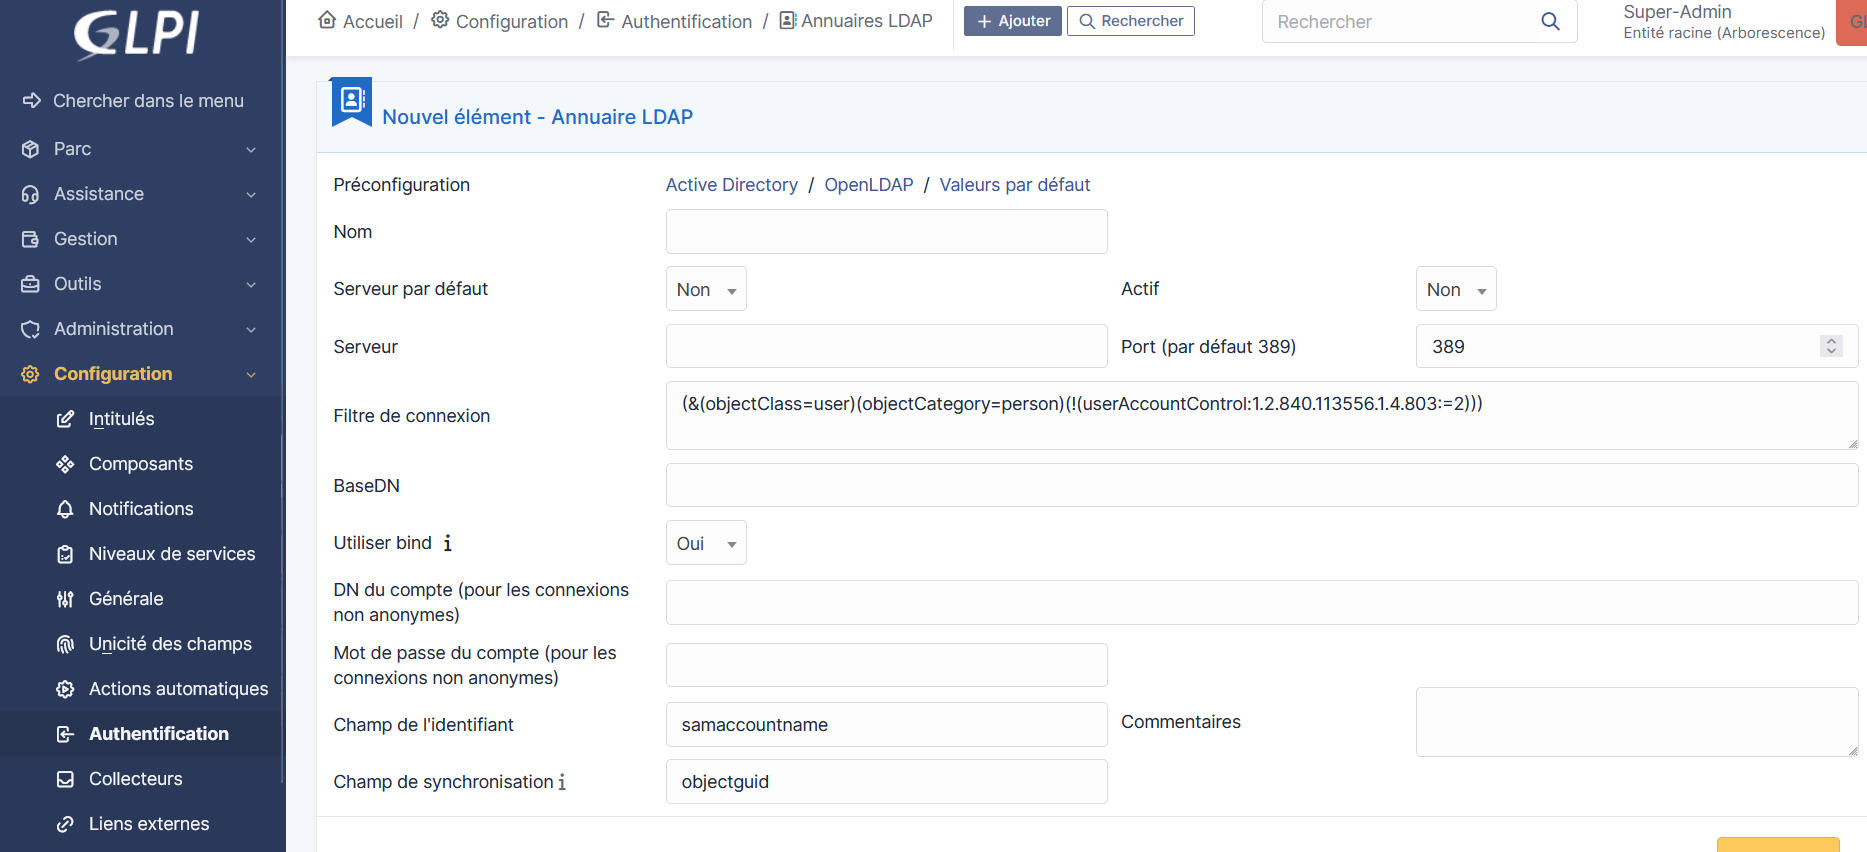 GLPI
Accueil / Configuration / Authentification / Annuaires LDAP
+ Ajouter
Rechercher
Rechercher
Super-Admin
Entité racine (Arborescence)
GL
Chercher dans le menu
Parc
Assistance
Gestion
Outils
Administration
Configuration
Intitulés
Composants
Notifications
Niveaux de services
Générale
Unicité des champs
Actions automatiques
Authentification
Collecteurs
Liens externes
Nouvel élément - Annuaire LDAP
Préconfiguration Active Directory / OpenLDAP / Valeurs par défaut
Nom
Serveur par défaut Non Actif Non
Serveur Port (par défaut 389) 389
Filtre de connexion (&(objectClass=user)(objectCategory=person)(!(userAccountControl:1.2.840.113556.1.4.803:=2)))
BaseDN
Utiliser bind i Oui
DN du compte (pour les connexions
non anonymes)
Mot de passe du compte (pour les
connexions non anonymes)
Champ de l'identifiant samaccountname Commentaires
Champ de synchronisation i objectguid